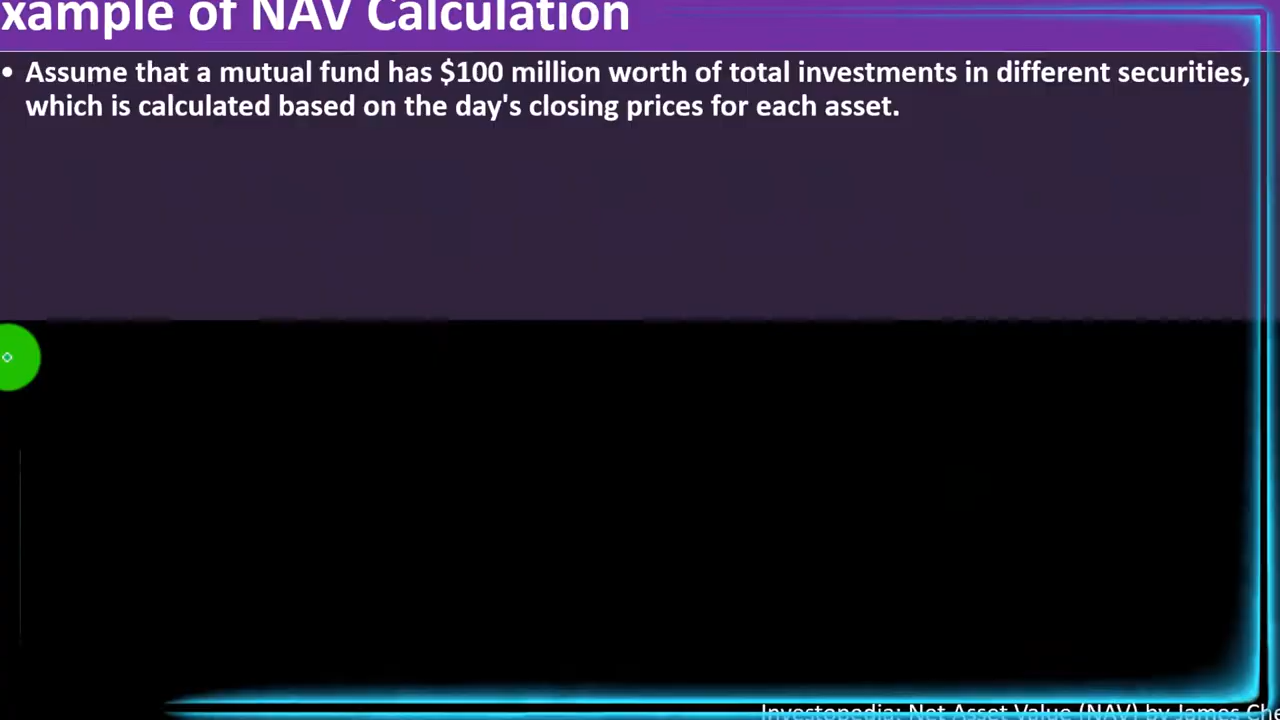 xample of NAV Calculation
• Assume that a mutual fund has $100 million worth of total investments in different securities,
which is calculated based on the day's closing prices for each asset.
Investopedia: Net Asset Value (NAV) by James Che